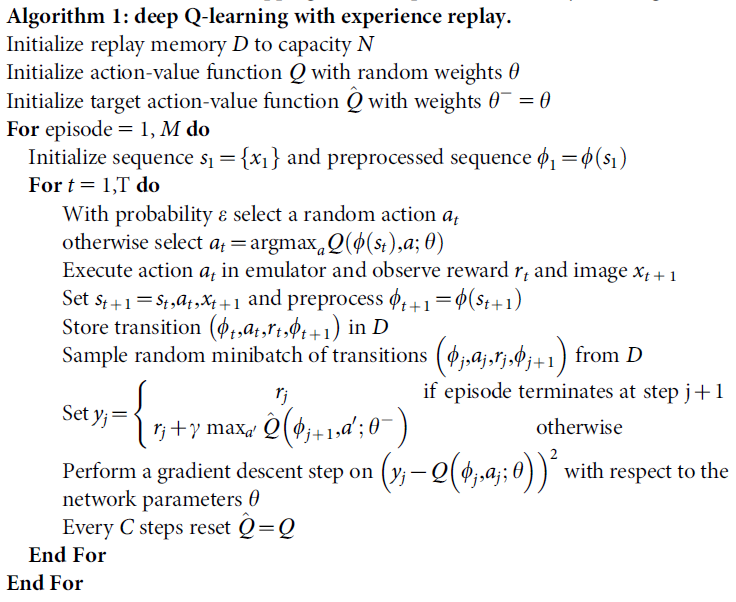 Algorithm 1: deep Q-learning with experience replay.
Initialize replay memory D to capacity N
Initialize action-value function Q with random weights θ
Initialize target action-value function Q̂ with weights θ⁻ = θ
For episode = 1, M do
Initialize sequence s₁ = {x₁} and preprocessed sequence ϕ₁ = ϕ(s₁)
For t = 1,T do
With probability ε select a random action aₜ
otherwise select aₜ = argmaxₐ Q(ϕ(sₜ),a; θ)
Execute action aₜ in emulator and observe reward rₜ and image xₜ₊₁
Set sₜ₊₁ = sₜ,aₜ,xₜ₊₁ and preprocess ϕₜ₊₁ = ϕ(sₜ₊₁)
Store transition (ϕₜ,aₜ,rₜ,ϕₜ₊₁) in D
Sample random minibatch of transitions (ϕⱼ,aⱼ,rⱼ,ϕⱼ₊₁) from D
Set yⱼ = { rⱼ if episode terminates at step j+1
rⱼ + γ maxₐ′ Q̂(ϕⱼ₊₁,a′; θ⁻) otherwise
Perform a gradient descent step on (yⱼ − Q(ϕⱼ,aⱼ; θ))² with respect to the
network parameters θ
Every C steps reset Q̂ = Q
End For
End For